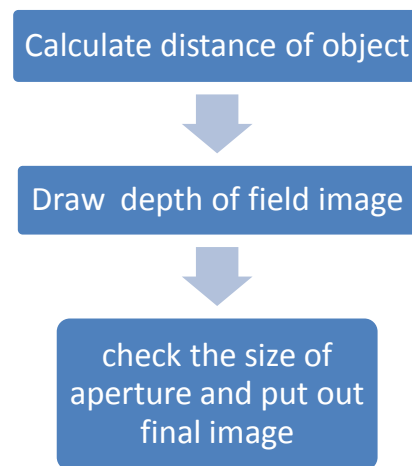 Calculate distance of object
Draw  depth of field image
check the size of
aperture and put out
final image